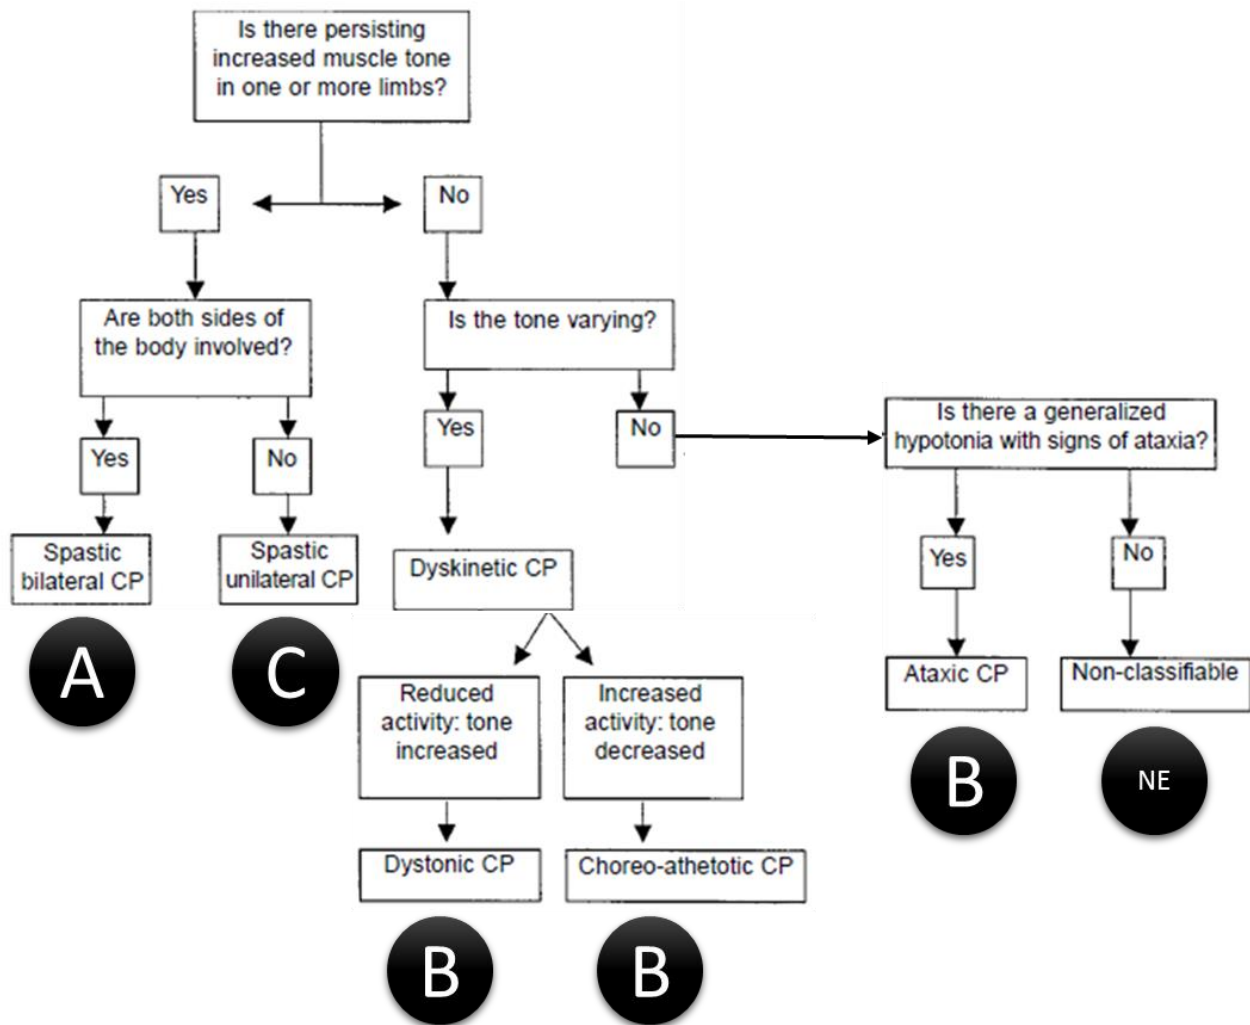 Is there persisting
increased muscle tone
in one or more limbs?
Yes
No
Are both sides of
the body involved?
Is the tone varying?
Yes
No
Yes
No
Is there a generalized
hypotonia with signs of ataxia?
Spastic
bilateral CP
Spastic
unilateral CP
Dyskinetic CP
Yes
No
A
C
Reduced
activity: tone
increased
Increased
activity: tone
decreased
Ataxic CP
Non-classifiable
B
NE
Dystonic CP
Choreo-athetotic CP
B
B